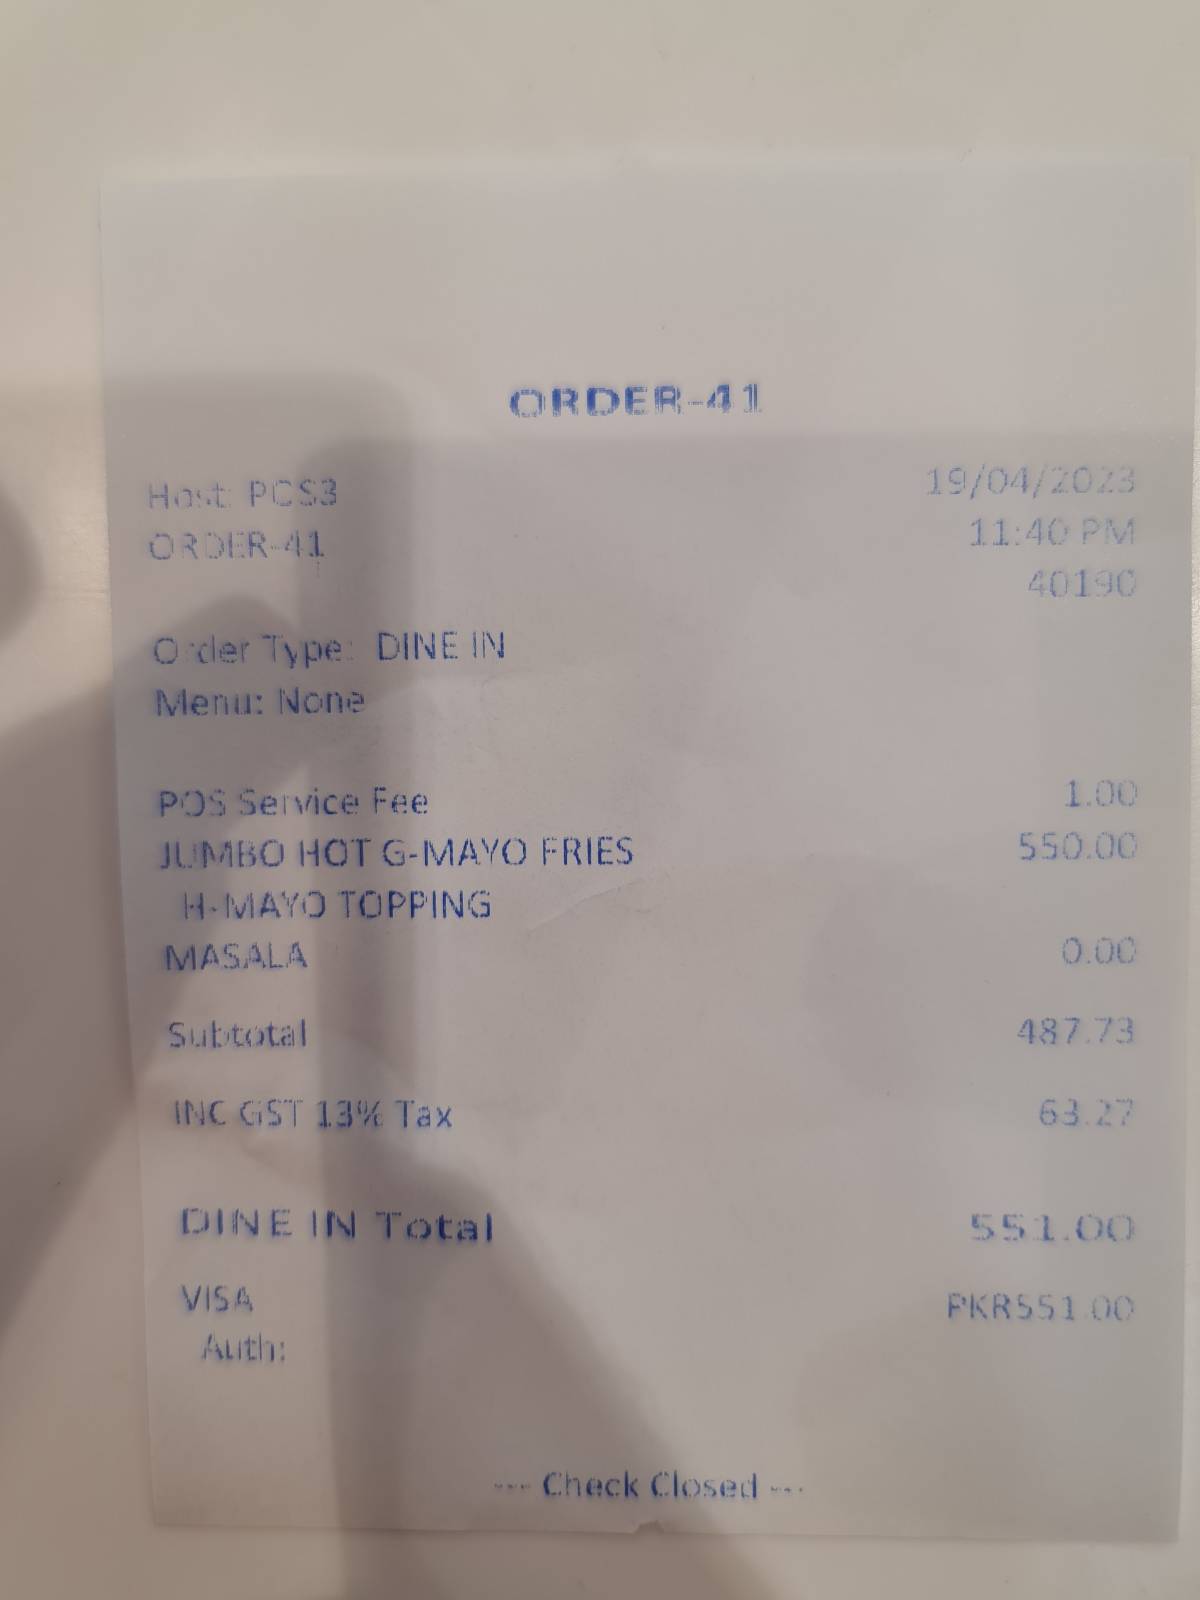 ORDER-41
Host: PCS3 19/04/2023
ORDER-41 11:40 PM
40190
Order Type: DINE IN
Menu: None
POS Service Fee 1.00
JUMBO HOT G-MAYO FRIES 550.00
H-MAYO TOPPING
MASALA 0.00
Subtotal 487.73
INC GST 13% Tax 63.27
DINE IN Total 551.00
VISA PKR551.00
Auth:
--- Check Closed ---